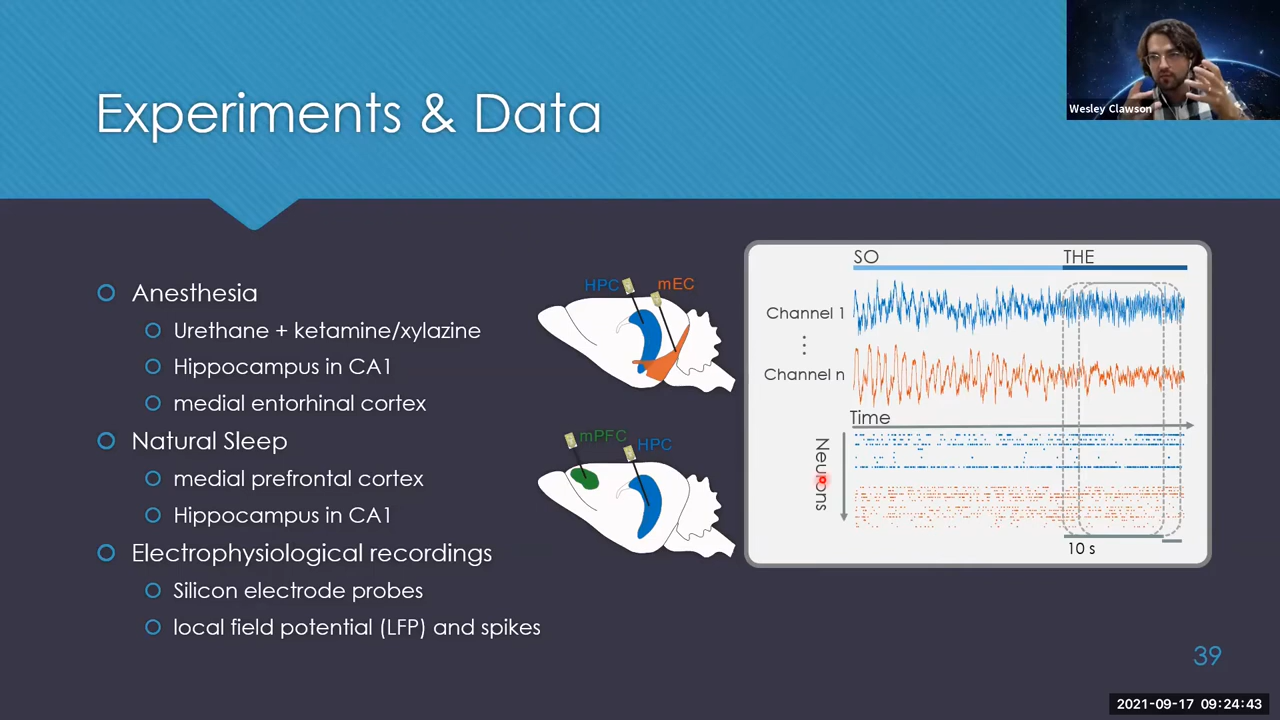 Wesley Clawson
Experiments & Data
Anesthesia
Urethane + ketamine/xylazine
Hippocampus in CA1
medial entorhinal cortex
Natural Sleep
medial prefrontal cortex
Hippocampus in CA1
Electrophysiological recordings
Silicon electrode probes
local field potential (LFP) and spikes
HPC
mEC
mPFC
HPC
SO
THE
Channel 1
Channel n
Time
Neurons
10 s
39
2021-09-17 09:24:43